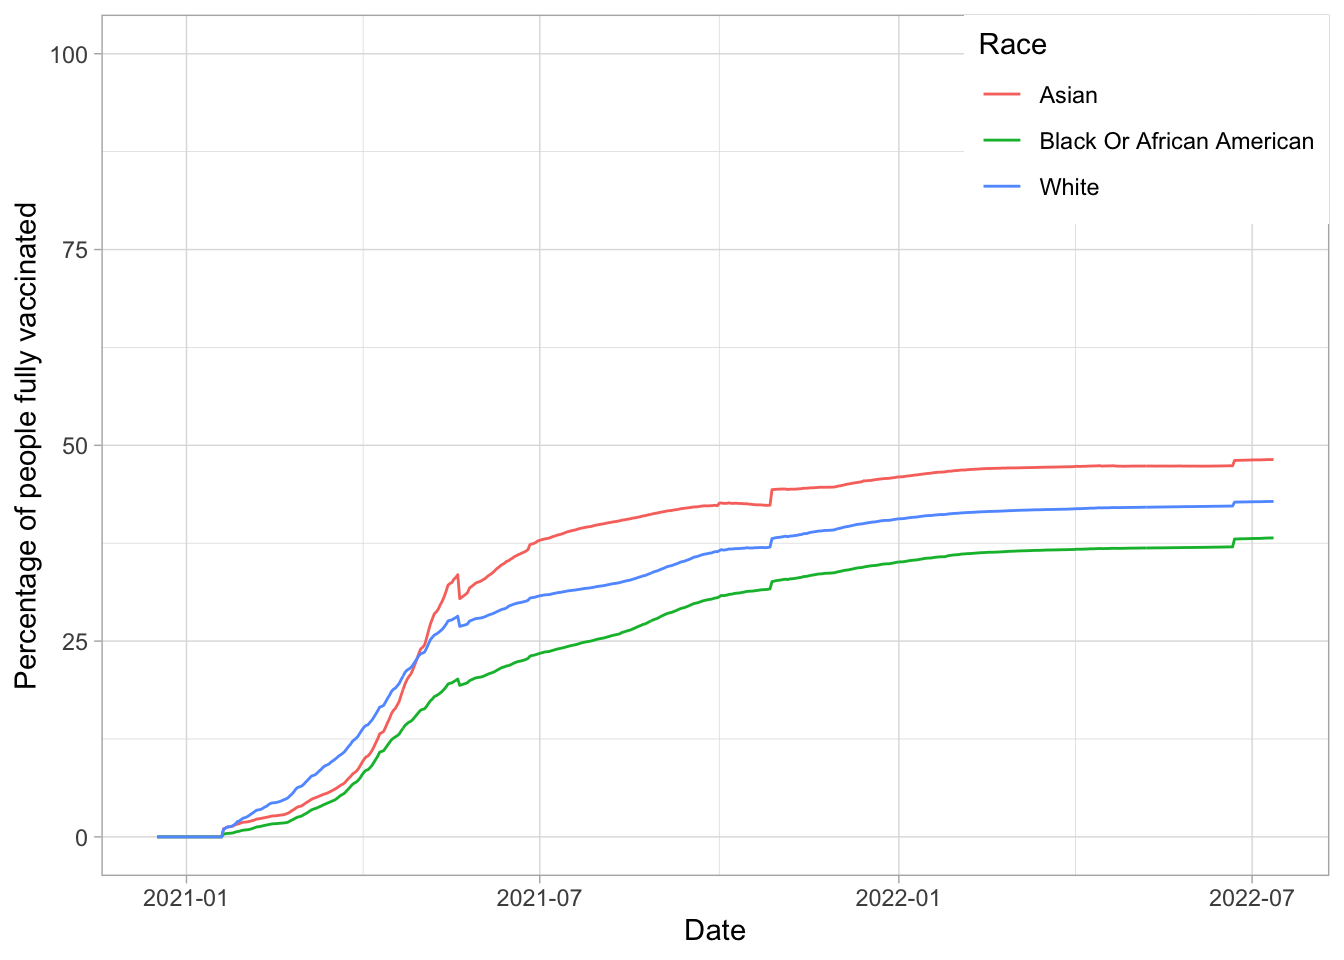 Race
Asian
Black Or African American
White
100
75
50
25
0
Percentage of people fully vaccinated
2021-01
2021-07
2022-01
2022-07
Date